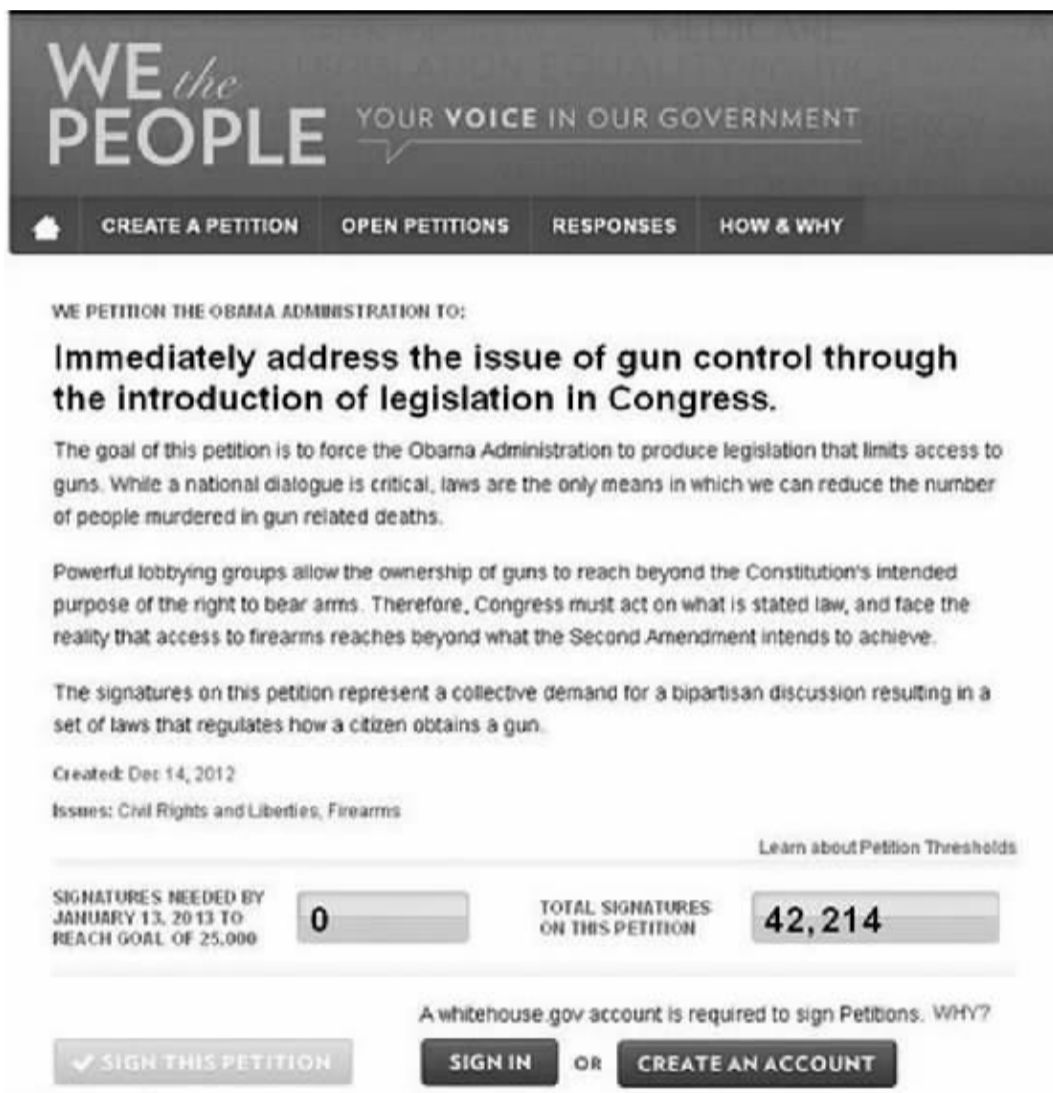 WE the
PEOPLE
YOUR VOICE IN OUR GOVERNMENT
CREATE A PETITION OPEN PETITIONS RESPONSES HOW & WHY
WE PETITION THE OBAMA ADMINISTRATION TO:
Immediately address the issue of gun control through
the introduction of legislation in Congress.
The goal of this petition is to force the Obama Administration to produce legislation that limits access to
guns. While a national dialogue is critical, laws are the only means in which we can reduce the number
of people murdered in gun related deaths.
Powerful lobbying groups allow the ownership of guns to reach beyond the Constitution's intended
purpose of the right to bear arms. Therefore, Congress must act on what is stated law, and face the
reality that access to firearms reaches beyond what the Second Amendment intends to achieve.
The signatures on this petition represent a collective demand for a bipartisan discussion resulting in a
set of laws that regulates how a citizen obtains a gun.
Created: Dec 14, 2012
Issues: Civil Rights and Liberties, Firearms
Learn about Petition Thresholds
SIGNATURES NEEDED BY
JANUARY 13, 2013 TO
REACH GOAL OF 25,000
0
TOTAL SIGNATURES
ON THIS PETITION
42,214
A whitehouse.gov account is required to sign Petitions. WHY?
✓ SIGN THIS PETITION SIGN IN OR CREATE AN ACCOUNT